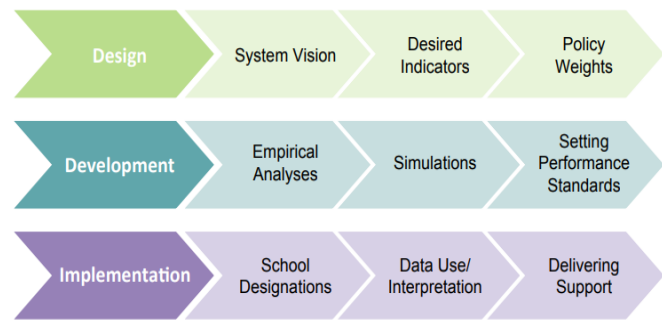 Design
System Vision
Desired
Indicators
Policy
Weights
Development
Empirical
Analyses
Simulations
Setting
Performance
Standards
Implementation
School
Designations
Data Use/
Interpretation
Delivering
Support